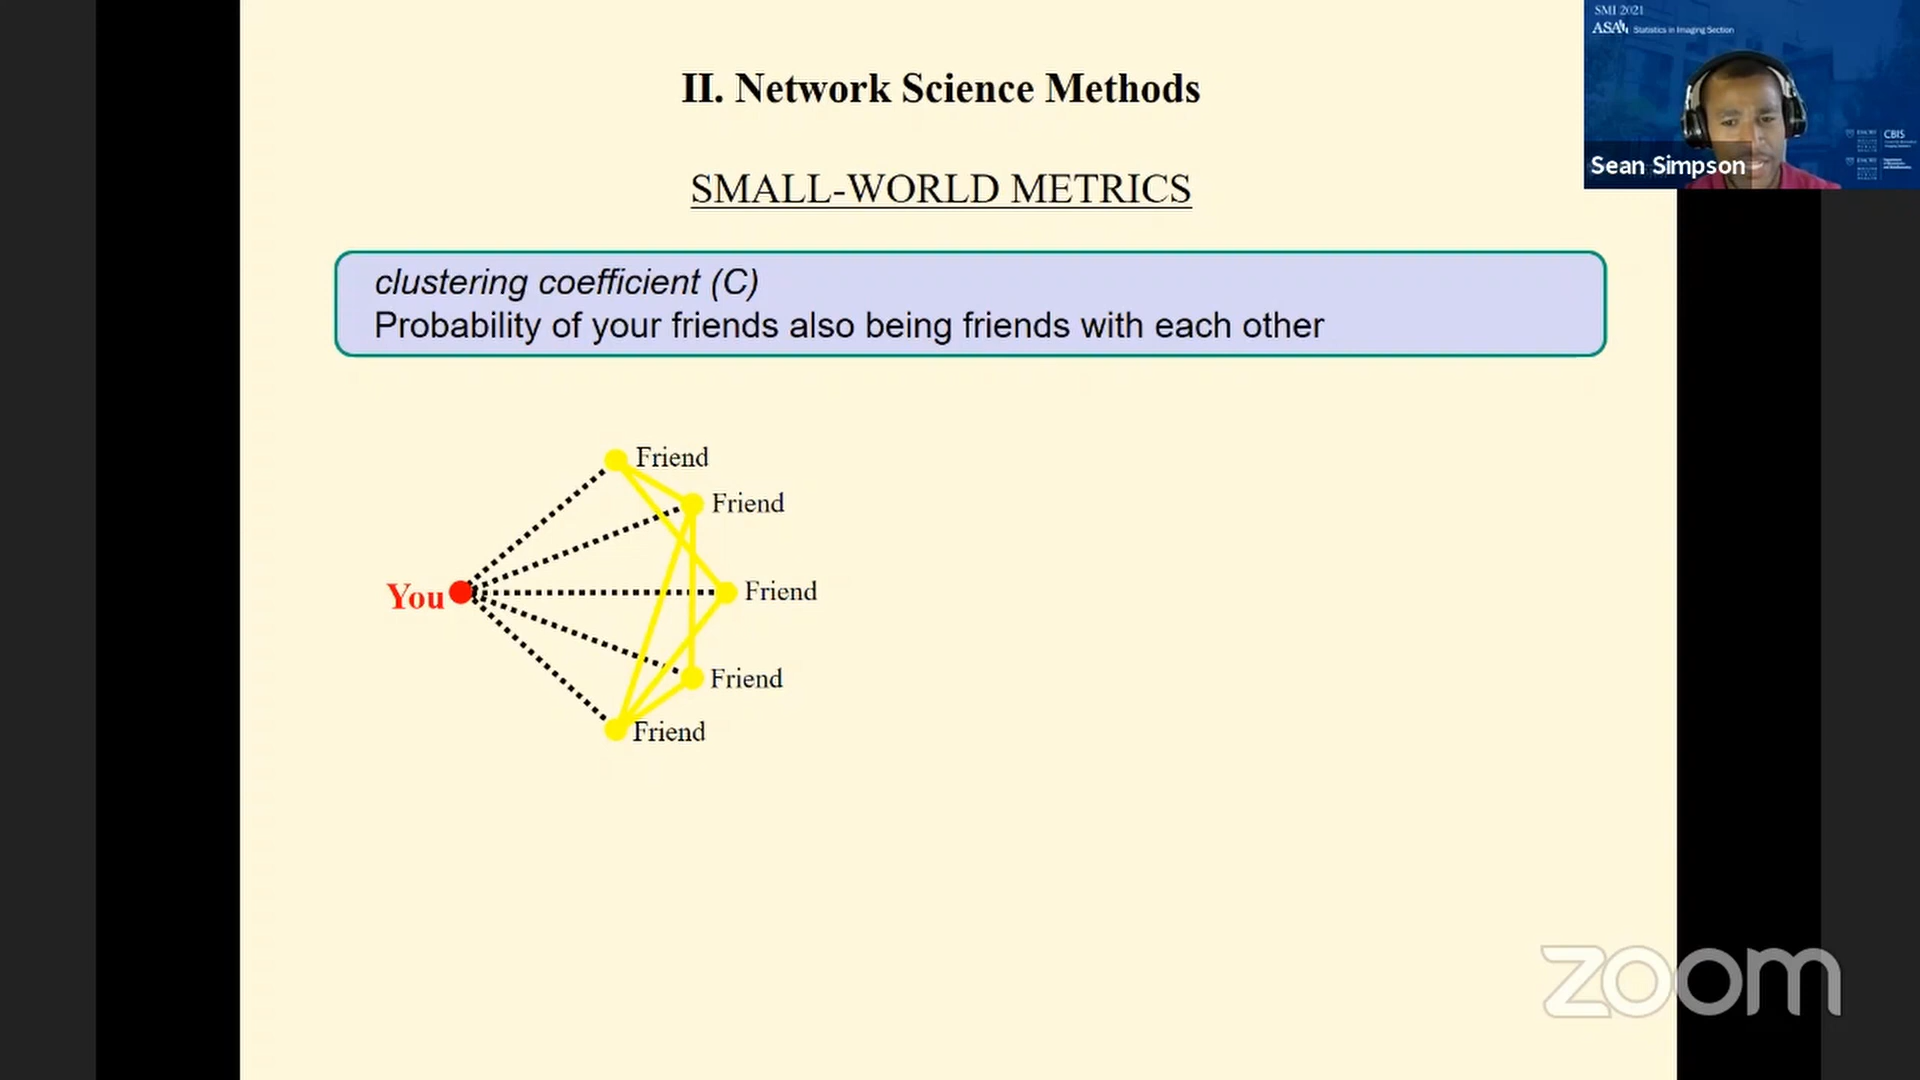 II. Network Science Methods
SMALL-WORLD METRICS
clustering coefficient (C)
Probability of your friends also being friends with each other
Friend
Friend
You
Friend
Friend
Friend
SMI 2021
ASA Statistics in Imaging Section
CBIS
Sean Simpson
zoom